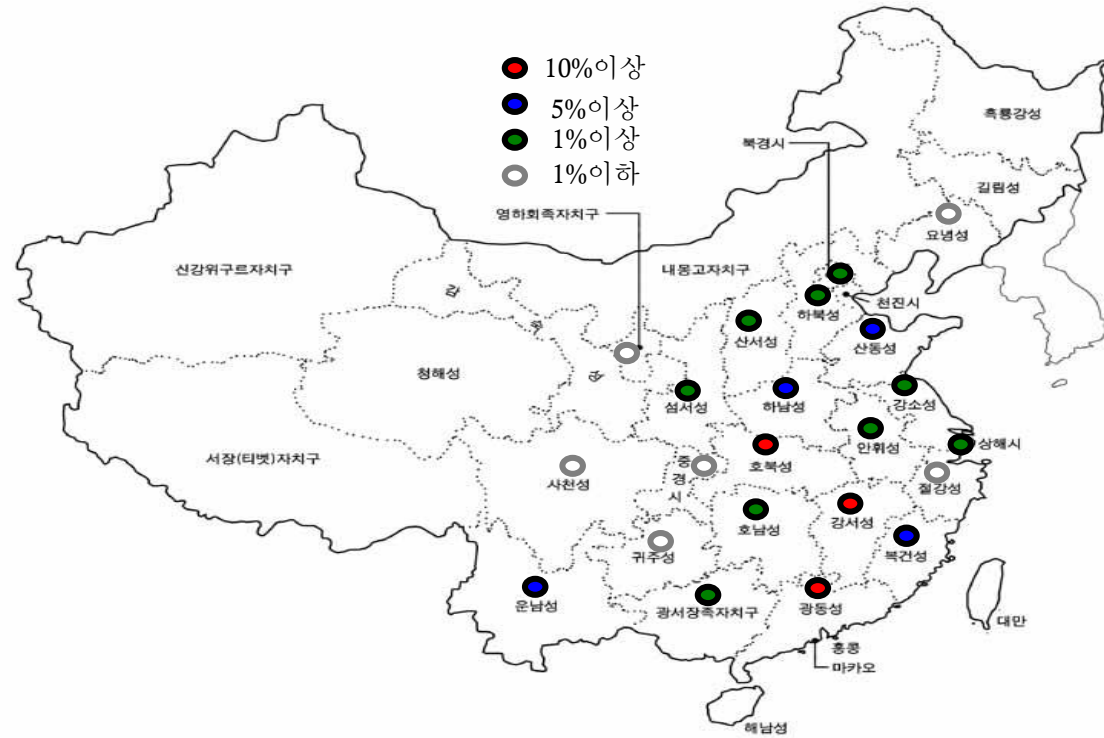 10%이상
5%이상
1%이상
1%이하
흑룡강성
북경시
길림성
영하회족자치구
요녕성
신강위구르자치구
내몽고자치구
감
숙
성
천진시
하북성
산서성
산동성
청해성
섬서성
하남성
강소성
서장(티벳)자치구
안휘성
상해시
호북성
중
경
시
사천성
절강성
강서성
호남성
귀주성
복건성
운남성
광서장족자치구
광동성
대만
홍콩
마카오
해남성